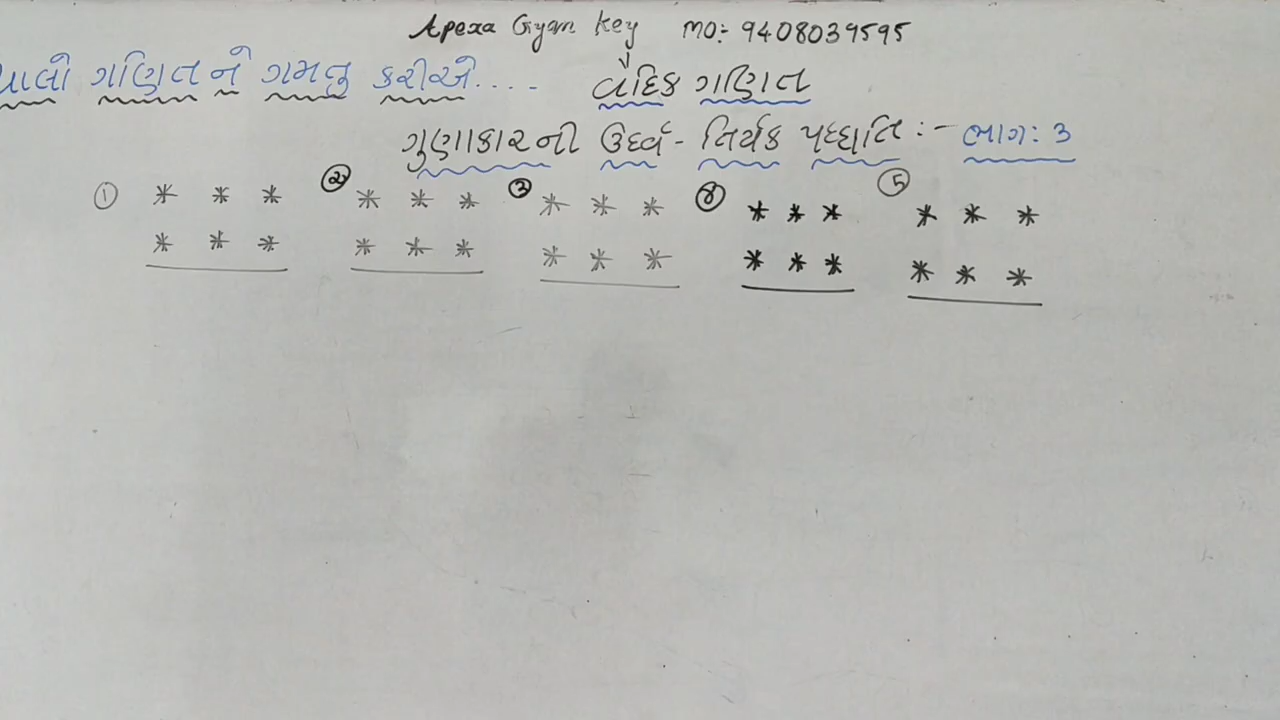 Apexa Gyan Key MO:- 9408039595
ચાલો ગણિત ને ગમતુ કરીએ.... વૈદિક ગણિત
ગુણાકારની ઉર્ધ્વ - તિર્યક પધ્ધતિ :- ભાગ: 3
① * * * ② * * * ③ * * * ④ * * * ⑤ * * *
* * * * * * * * * * * * * * *